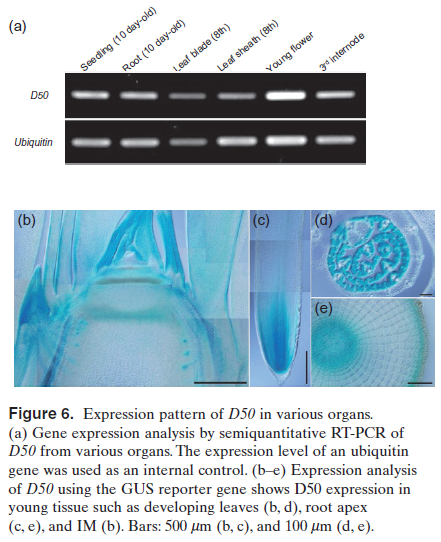 (a)
Seedling (10 day-old)
Root (10 day-old)
Leaf blade (8th)
Leaf sheath (8th)
Young flower
3rd internode
D50
Ubiquitin
(b)
(c)
(d)
(e)
Figure 6. Expression pattern of D50 in various organs.
(a) Gene expression analysis by semiquantitative RT-PCR of
D50 from various organs. The expression level of an ubiquitin
gene was used as an internal control. (b–e) Expression analysis
of D50 using the GUS reporter gene shows D50 expression in
young tissue such as developing leaves (b, d), root apex
(c, e), and IM (b). Bars: 500 μm (b, c), and 100 μm (d, e).